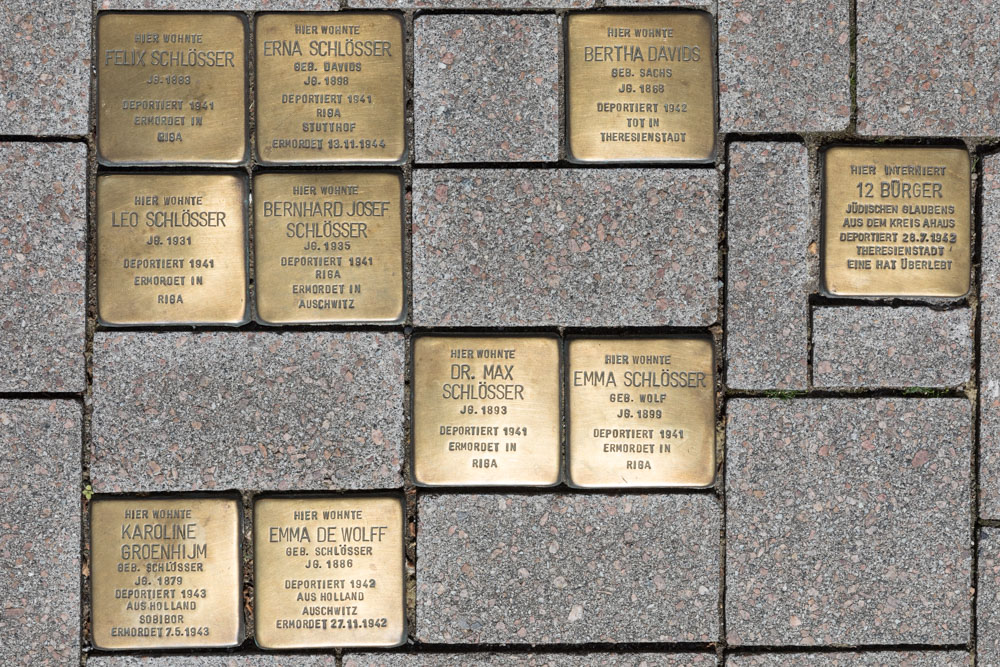 HIER WOHNTE
FELIX SCHLÖSSER
JG. 1893
DEPORTIERT 1941
ERMORDET IN
RIGA
HIER WOHNTE
ERNA SCHLÖSSER
GEB. DAVIDS
JG. 1898
DEPORTIERT 1941
RIGA
STUTTHOF
ERMORDET 13.11.1944
HIER WOHNTE
BERTHA DAVIDS
GEB. SACHS
JG. 1868
DEPORTIERT 1942
TOT IN
THERESIENSTADT
HIER INTERNIERT
12 BÜRGER
JÜDISCHEN GLAUBENS
AUS DEM KREIS AHAUS
DEPORTIERT 28.7.1942
THERESIENSTADT
EINE HAT ÜBERLEBT
HIER WOHNTE
LEO SCHLÖSSER
JG. 1931
DEPORTIERT 1941
ERMORDET IN
RIGA
HIER WOHNTE
BERNHARD JOSEF
SCHLÖSSER
JG. 1935
DEPORTIERT 1941
RIGA
ERMORDET IN
AUSCHWITZ
HIER WOHNTE
DR. MAX
SCHLÖSSER
JG. 1893
DEPORTIERT 1941
ERMORDET IN
RIGA
HIER WOHNTE
EMMA SCHLÖSSER
GEB. WOLF
JG. 1899
DEPORTIERT 1941
ERMORDET IN
RIGA
HIER WOHNTE
KAROLINE
GROENHIJM
GEB. SCHLÖSSER
JG. 1879
DEPORTIERT 1943
AUS HOLLAND
SOBIBOR
ERMORDET 7.5.1943
HIER WOHNTE
EMMA DE WOLFF
GEB. SCHLÖSSER
JG. 1886
DEPORTIERT 1942
AUS HOLLAND
AUSCHWITZ
ERMORDET 27.11.1942